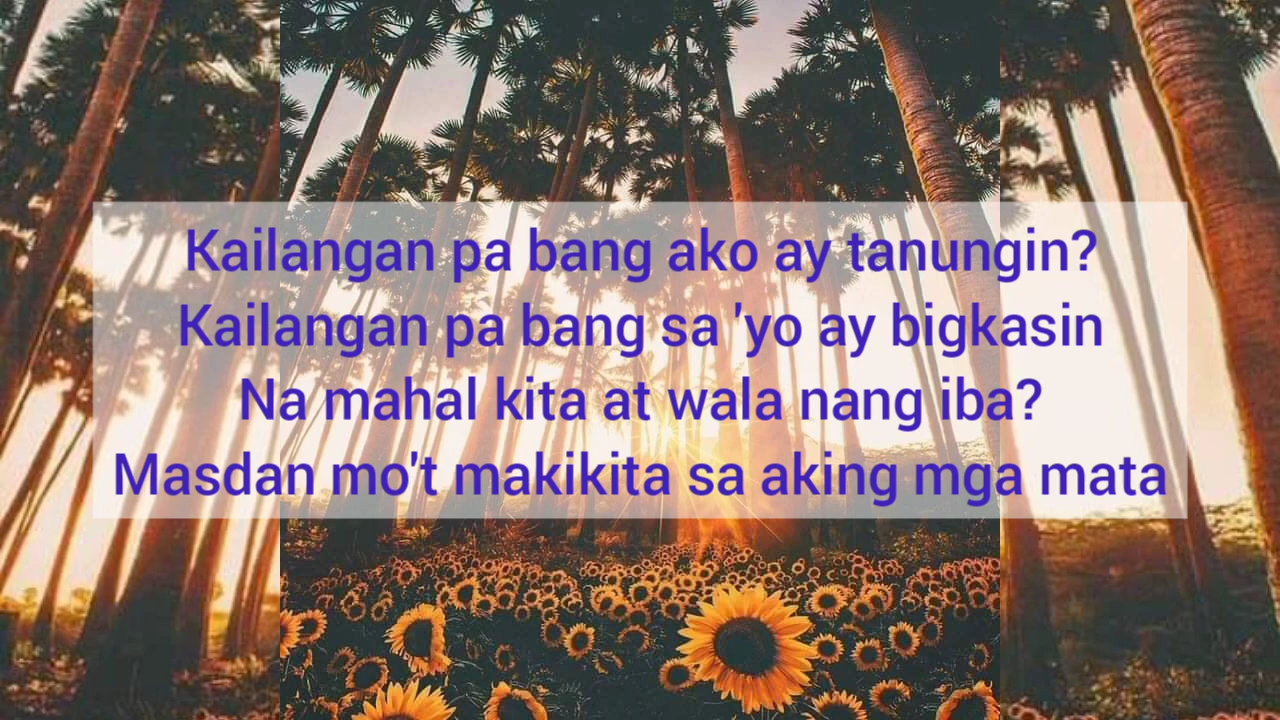 Kailangan pa bang ako ay tanungin?
Kailangan pa bang sa 'yo ay bigkasin
Na mahal kita at wala nang iba?
Masdan mo't makikita sa aking mga mata